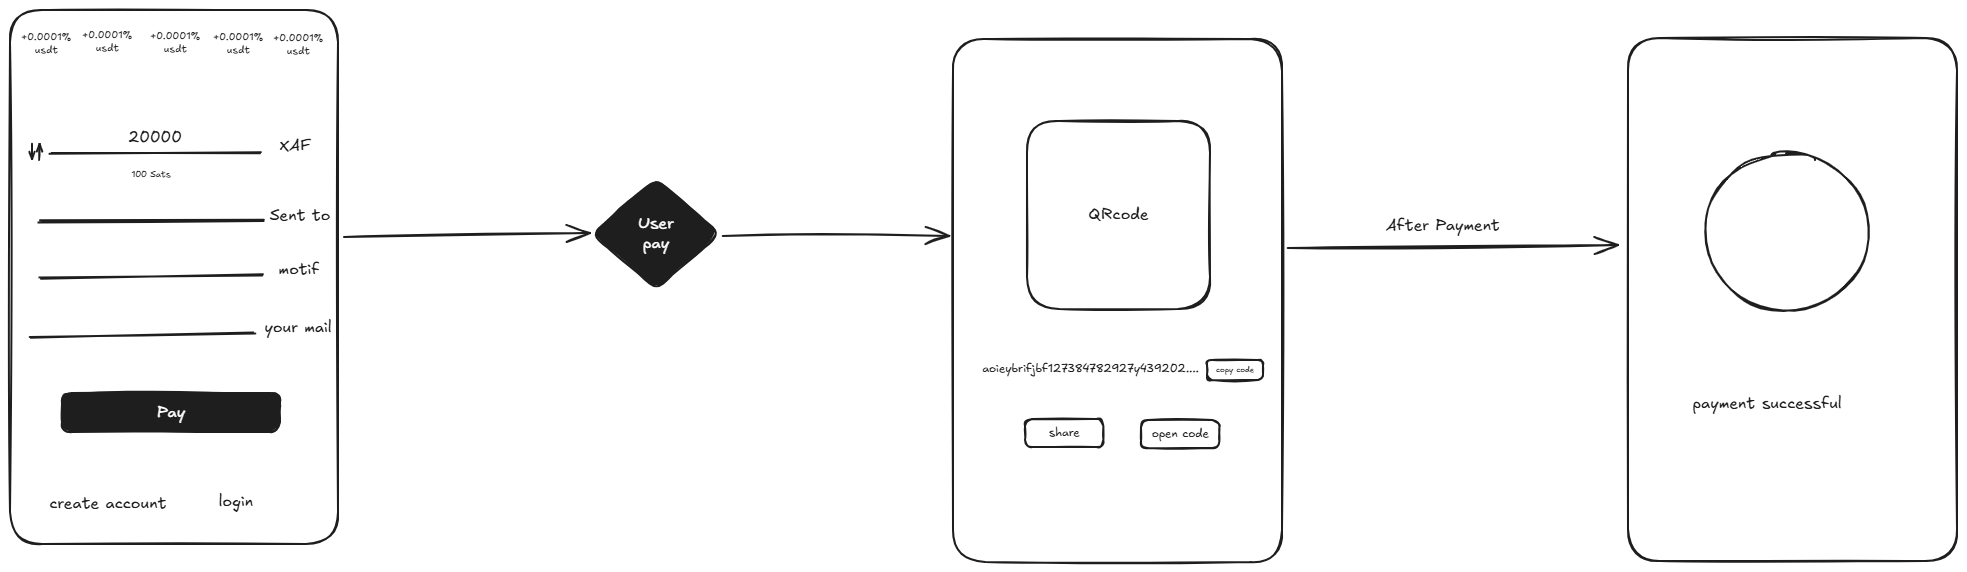 +0.0001% +0.0001% +0.0001% +0.0001% +0.0001%
usdt usdt usdt usdt usdt
20000
XAF
100 Sats
Sent to
motif
your mail
Pay
create account
login
User
pay
QRcode
aoieybrifjbf127384782927y439202....
copy code
share
open code
After Payment
payment successful